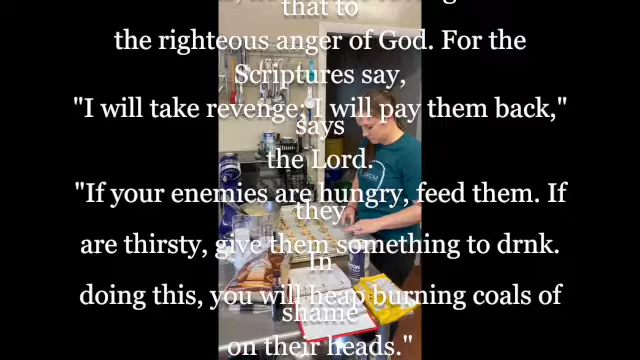 that to
the righteous anger of God. For the
Scriptures say,
"I will take revenge; I will pay them back,"
says
the Lord.
"If your enemies are hungry, feed them. If
they
are thirsty, give them something to drnk.
In
doing this, you will heap burning coals of
shame
on their heads."